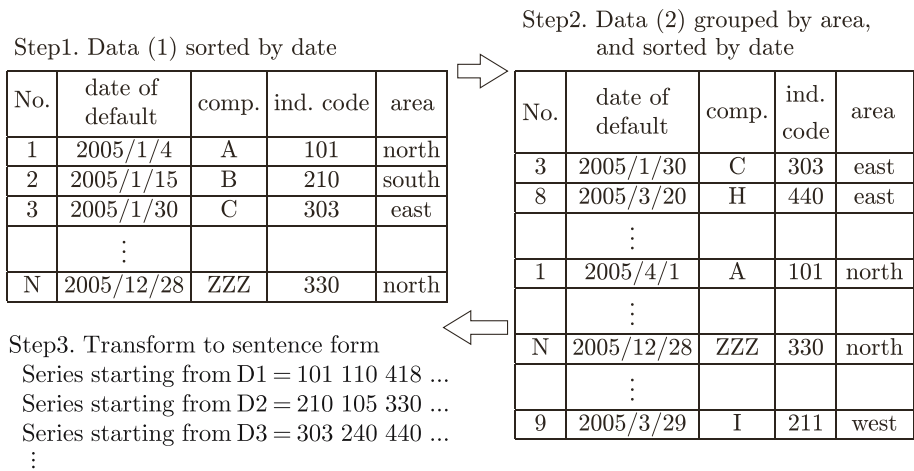 Step1. Data (1) sorted by date
No. date of default comp. ind. code area
1 2005/1/4 A 101 north
2 2005/1/15 B 210 south
3 2005/1/30 C 303 east
⋮
N 2005/12/28 ZZZ 330 north
Step2. Data (2) grouped by area,
and sorted by date
No. date of default comp. ind. code area
3 2005/1/30 C 303 east
8 2005/3/20 H 440 east
⋮
1 2005/4/1 A 101 north
⋮
N 2005/12/28 ZZZ 330 north
⋮
9 2005/3/29 I 211 west
Step3. Transform to sentence form
Series starting from D1 = 101 110 418 ...
Series starting from D2 = 210 105 330 ...
Series starting from D3 = 303 240 440 ...
⋮